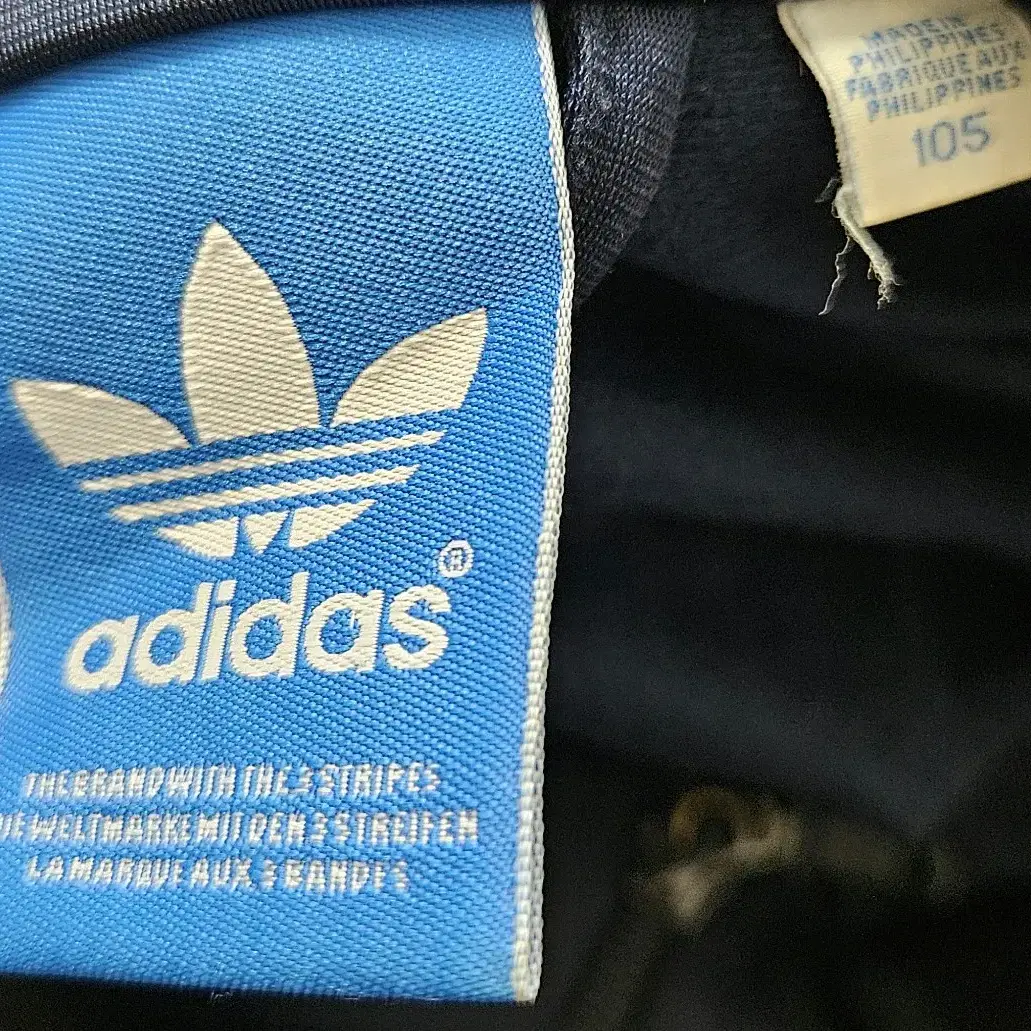 adidas®
THE BRAND WITH THE 3 STRIPES
DIE WELTMARKE MIT DEN 3 STREIFEN
LA MARQUE AUX 3 BANDES
MADE IN
PHILIPPINES
FABRIQUE AUX
PHILIPPINES
105